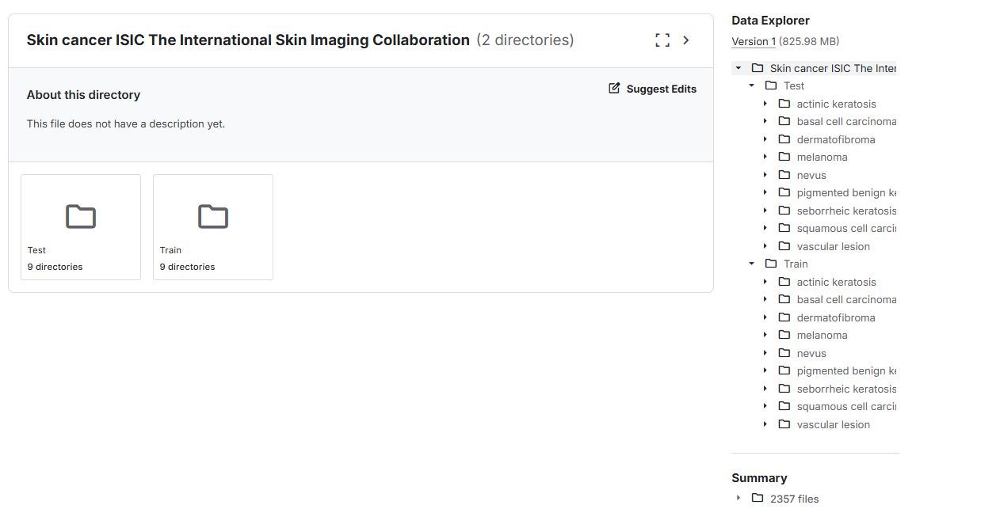 Skin cancer ISIC The International Skin Imaging Collaboration (2 directories)
About this directory
Suggest Edits
This file does not have a description yet.
Test
9 directories
Train
9 directories
Data Explorer
Version 1 (825.98 MB)
Skin cancer ISIC The Inter
Test
actinic keratosis
basal cell carcinoma
dermatofibroma
melanoma
nevus
pigmented benign ke
seborrheic keratosis
squamous cell carci
vascular lesion
Train
actinic keratosis
basal cell carcinoma
dermatofibroma
melanoma
nevus
pigmented benign ke
seborrheic keratosis
squamous cell carci
vascular lesion
Summary
2357 files